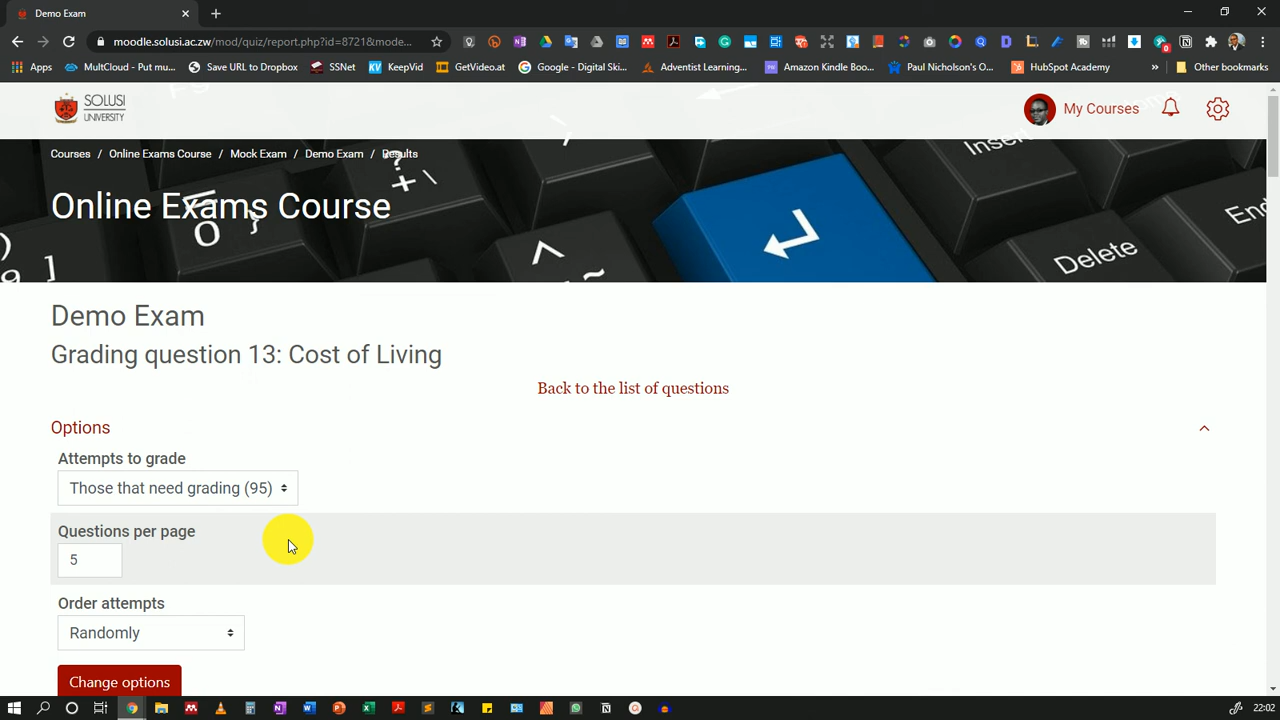 Demo Exam
moodle.solusi.ac.zw/mod/quiz/report.php?id=8721&mode...
Apps
MultCloud - Put mu...
Save URL to Dropbox
SSNet
KeepVid
GetVideo.at
Google - Digital Ski...
Adventist Learning...
Amazon Kindle Boo...
Paul Nicholson's O...
HubSpot Academy
»
Other bookmarks
SOLUSI
UNIVERSITY
My Courses
Courses / Online Exams Course / Mock Exam / Demo Exam / Results
Insert
End
Delete
Online Exams Course
Demo Exam
Grading question 13: Cost of Living
Back to the list of questions
Options
Attempts to grade
Those that need grading (95)
Questions per page
5
Order attempts
Randomly
Change options
22:02